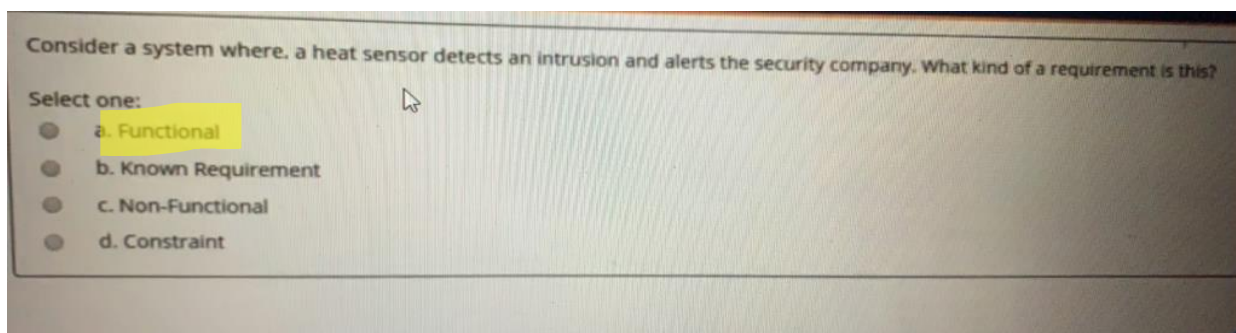 Consider a system where. a heat sensor detects an intrusion and alerts the security company. What kind of a requirement is this?
Select one:
a. Functional
b. Known Requirement
c. Non-Functional
d. Constraint